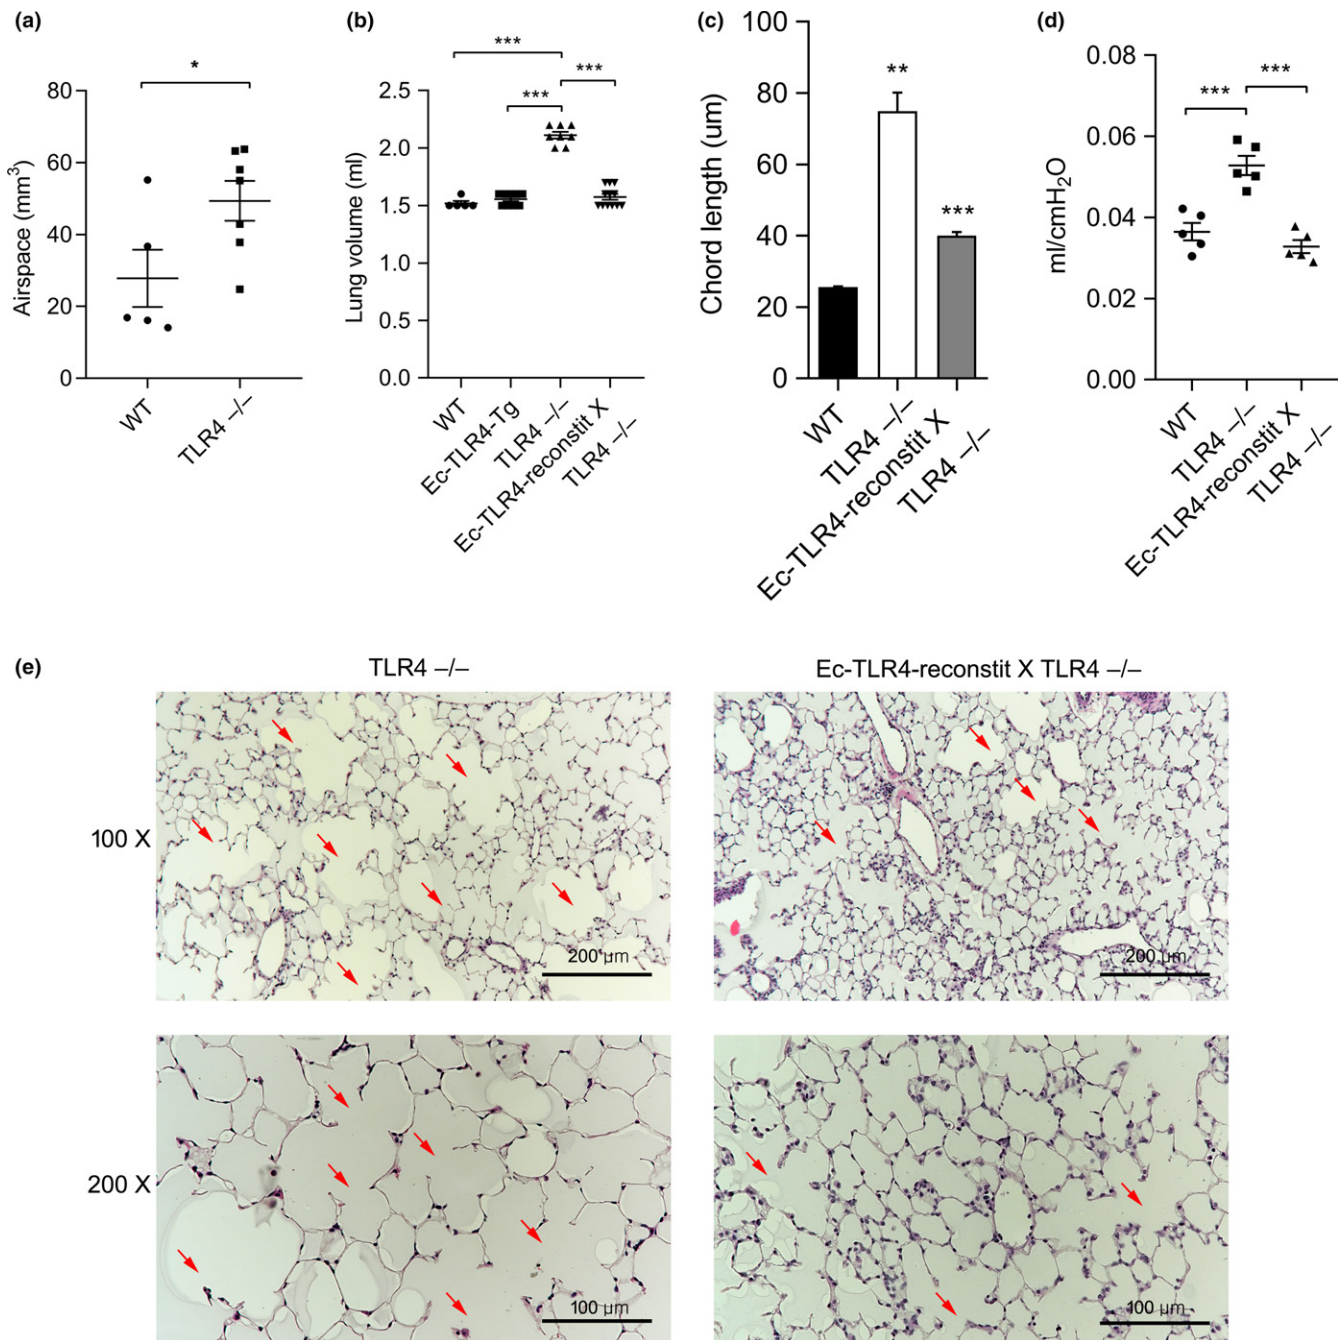 (a)
*
Airspace (mm³)
80
60
40
20
0
WT
TLR4 –/–
(b)
***
***
***
Lung volume (ml)
2.5
2.0
1.5
1.0
0.5
0.0
WT
Ec-TLR4-Tg
TLR4 –/–
Ec-TLR4-reconstit X
TLR4 –/–
(c)
**
***
Chord length (um)
100
80
60
40
20
0
WT
TLR4 –/–
Ec-TLR4-reconstit X
TLR4 –/–
(d)
***
***
ml/cmH₂O
0.08
0.06
0.04
0.02
0.00
WT
TLR4 –/–
Ec-TLR4-reconstit X
TLR4 –/–
(e)
TLR4 –/–
Ec-TLR4-reconstit X TLR4 –/–
100 X
200 µm
200 µm
200 X
100 µm
100 µm